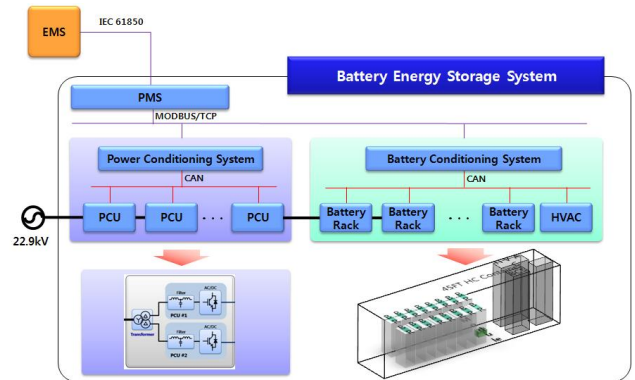 EMS
IEC 61850
Battery Energy Storage System
PMS
MODBUS/TCP
Power Conditioning System
Battery Conditioning System
CAN
CAN
PCU
PCU
. . .
PCU
Battery
Rack
Battery
Rack
. . .
Battery
Rack
HVAC
22.9kV
Filter
AC/DC
PCU #1
Transformer
Filter
AC/DC
PCU #2
45FT HC